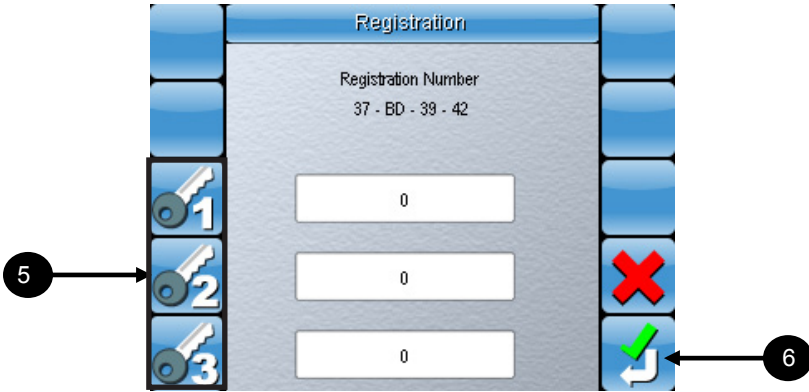 Registration
Registration Number
37 - BD - 39 - 42
1
0
5
2
0
3
0
6